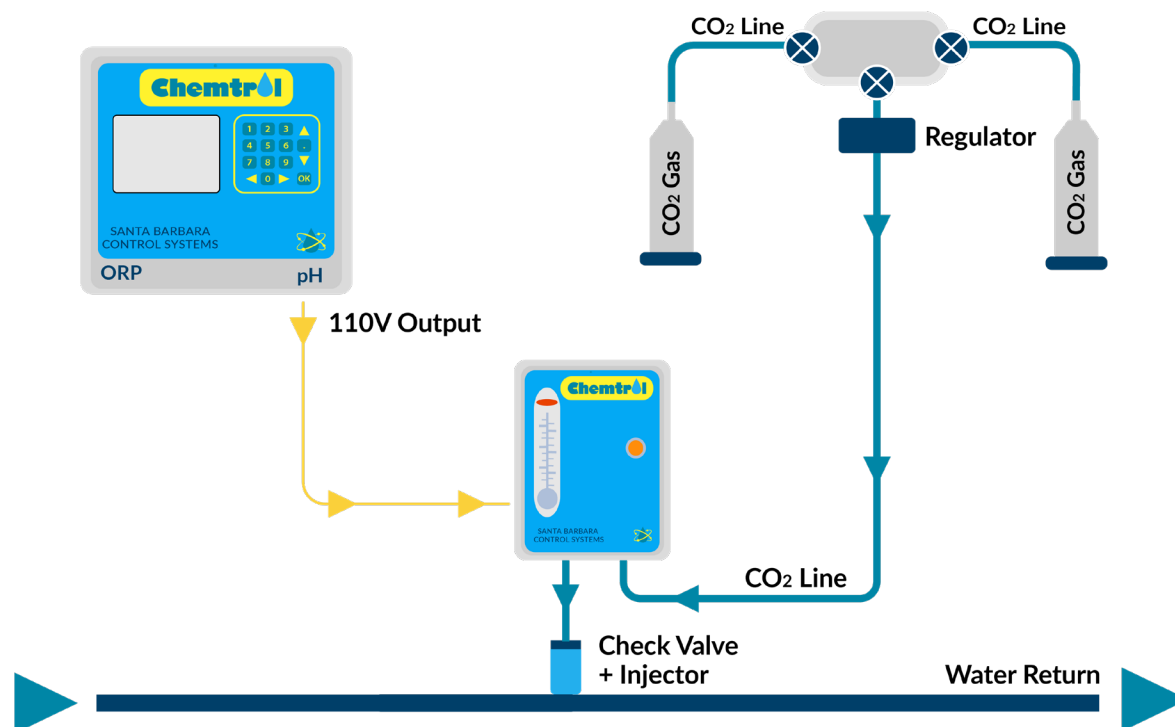 CO₂ Line
CO₂ Line
Chemtrol
1 2 3
4 5 6 .
7 8 9
0 OK
SANTA BARBARA
CONTROL SYSTEMS
ORP
pH
CO₂ Gas
Regulator
CO₂ Gas
110V Output
Chemtrol
SANTA BARBARA
CONTROL SYSTEMS
CO₂ Line
Check Valve
+ Injector
Water Return